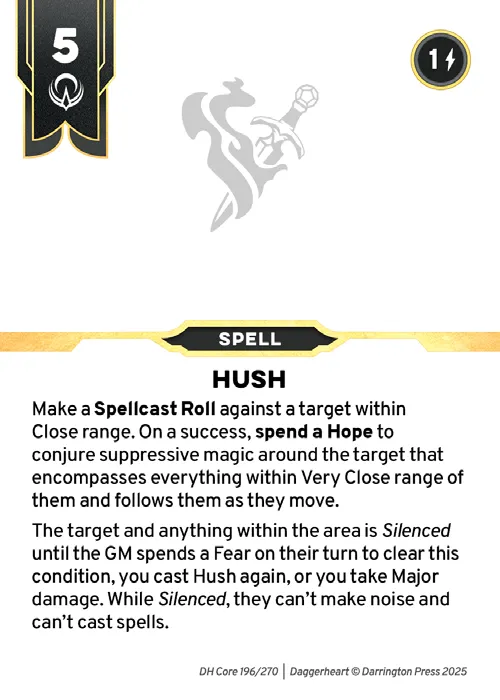 5
1
SPELL
HUSH
Make a Spellcast Roll against a target within
Close range. On a success, spend a Hope to
conjure suppressive magic around the target that
encompasses everything within Very Close range of
them and follows them as they move.
The target and anything within the area is Silenced
until the GM spends a Fear on their turn to clear this
condition, you cast Hush again, or you take Major
damage. While Silenced, they can’t make noise and
can’t cast spells.
DH Core 196/270 | Daggerheart © Darrington Press 2025